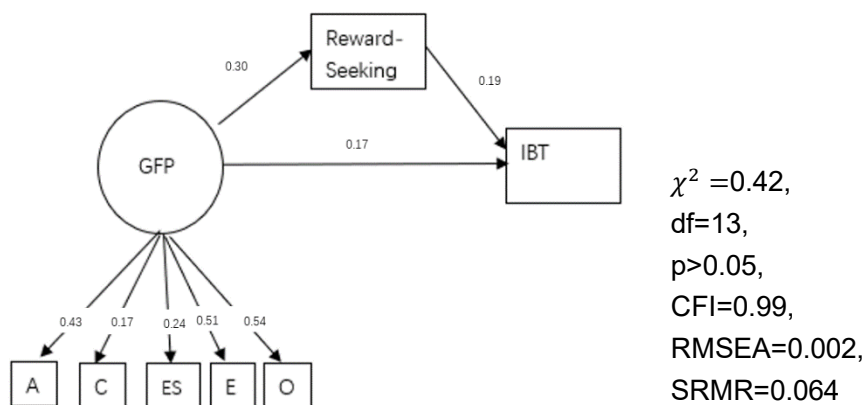 Reward-
Seeking
0.30
0.19
GFP
0.17
IBT
0.43
0.17
0.24
0.51
0.54
A
C
ES
E
O
χ² =0.42,
df=13,
p>0.05,
CFI=0.99,
RMSEA=0.002,
SRMR=0.064